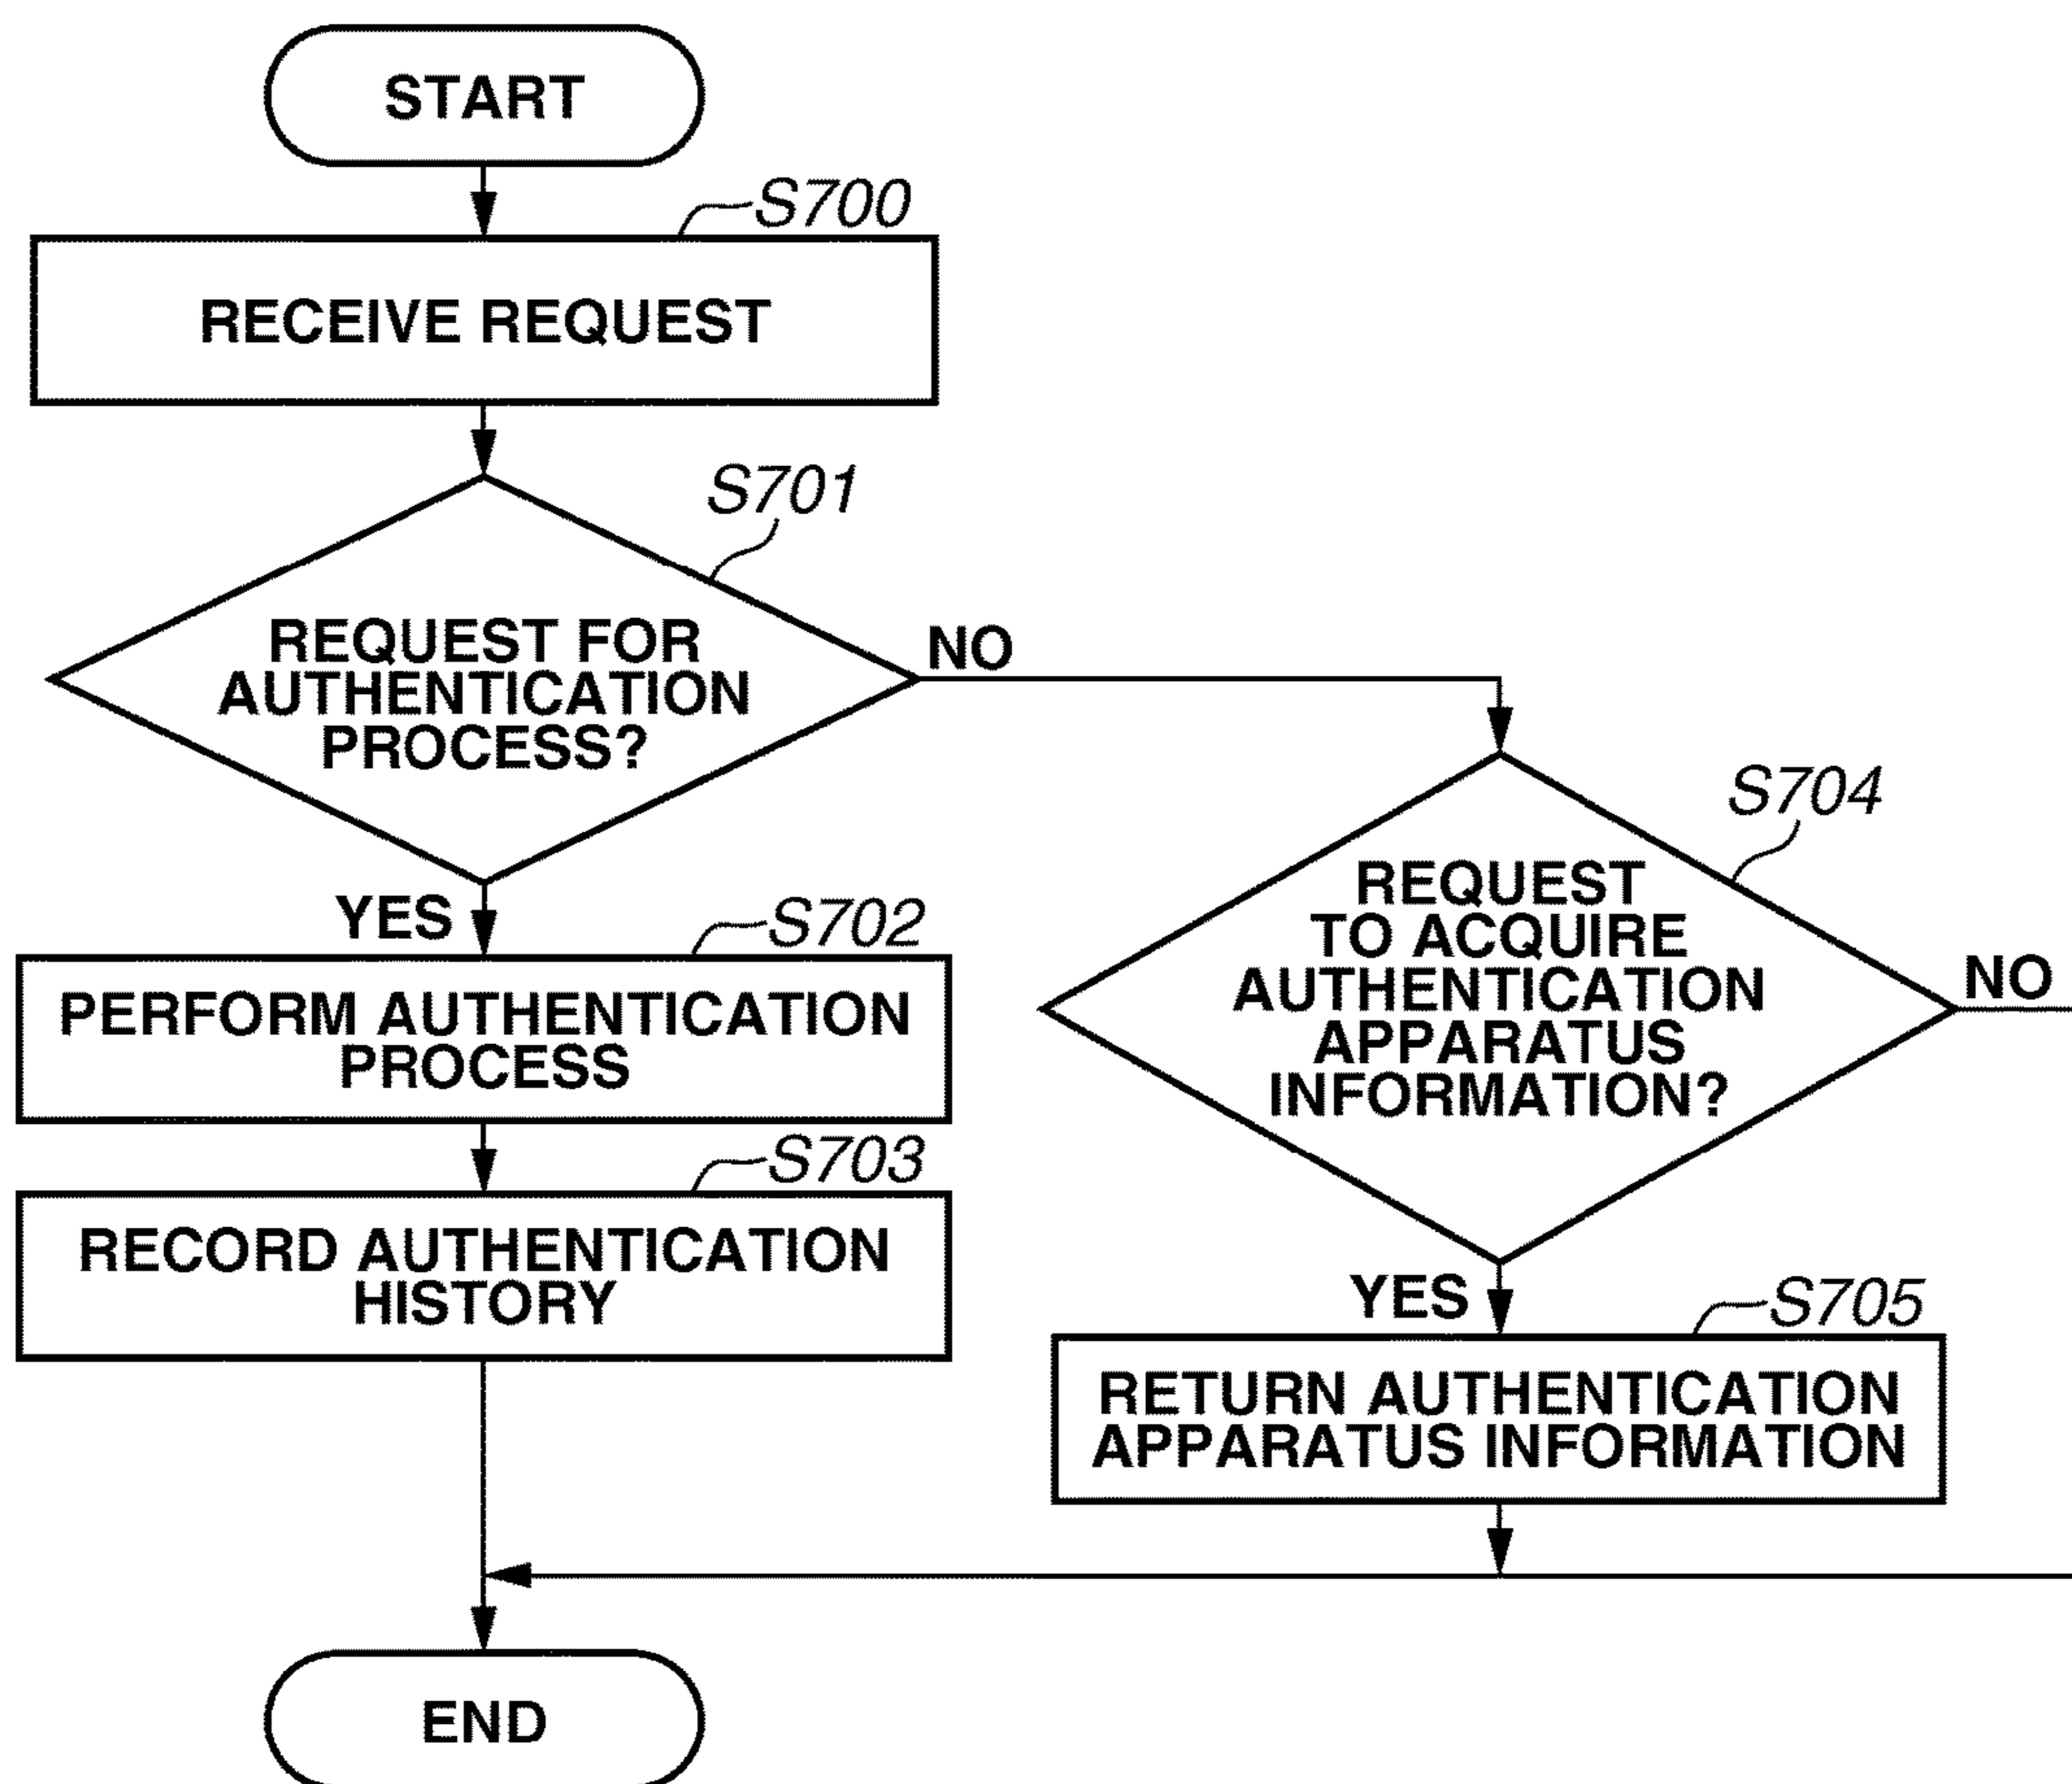 START
S700
RECEIVE REQUEST
S701
REQUEST FOR
AUTHENTICATION
PROCESS?
NO
YES
S702
PERFORM AUTHENTICATION
PROCESS
S703
RECORD AUTHENTICATION
HISTORY
S704
REQUEST
TO ACQUIRE
AUTHENTICATION
APPARATUS
INFORMATION?
NO
YES
S705
RETURN AUTHENTICATION
APPARATUS INFORMATION
END